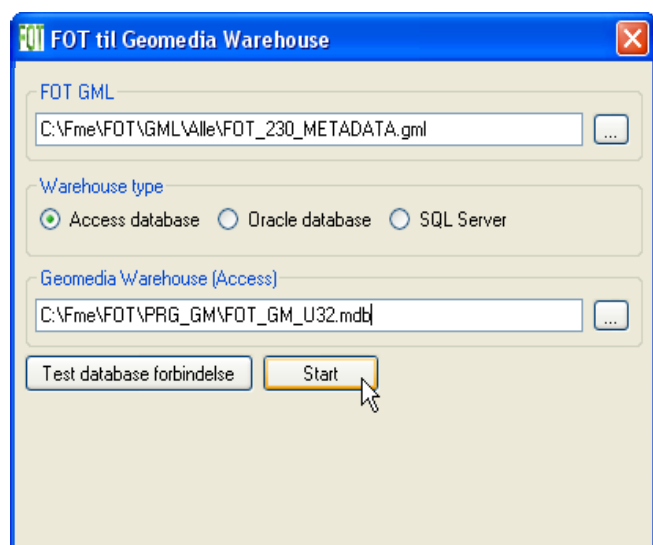 FOT FOT til Geomedia Warehouse
FOT GML
C:\Fme\FOT\GML\Alle\FOT_230_METADATA.gml
...
Warehouse type
Access database Oracle database SQL Server
Geomedia Warehouse (Access)
C:\Fme\FOT\PRG_GM\FOT_GM_U32.mdb
...
Test database forbindelse Start